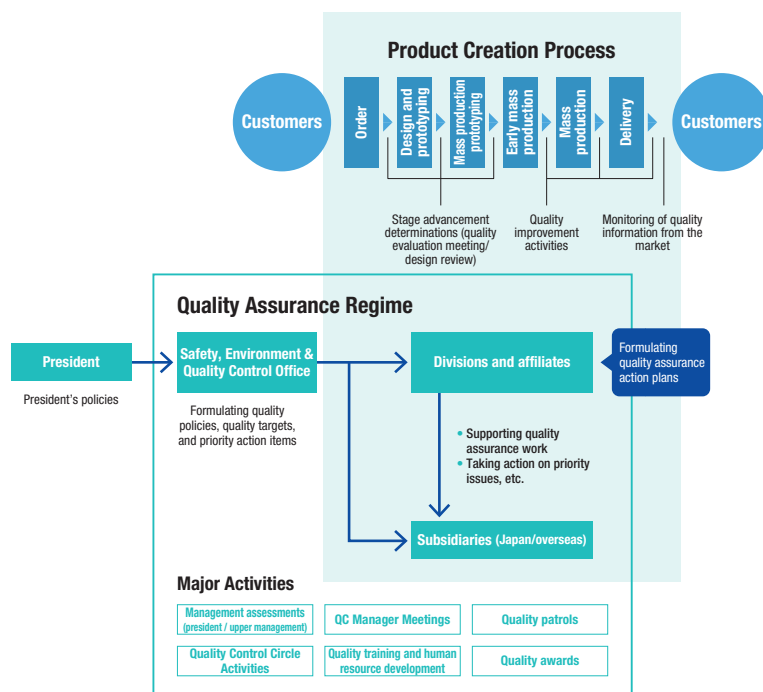 Product Creation Process
Customers
Order
Design and
prototyping
Mass production
prototyping
Early mass
production
Mass
production
Delivery
Customers
Stage advancement
determinations (quality
evaluation meeting/
design review)
Quality
improvement
activities
Monitoring of quality
information from the
market
Quality Assurance Regime
President
President's policies
Safety, Environment &
Quality Control Office
Formulating quality
policies, quality targets,
and priority action items
Divisions and affiliates
Formulating
quality assurance
action plans
• Supporting quality
assurance work
• Taking action on priority
issues, etc.
Subsidiaries (Japan/overseas)
Major Activities
Management assessments
(president / upper management)
QC Manager Meetings
Quality patrols
Quality Control Circle
Activities
Quality training and human
resource development
Quality awards